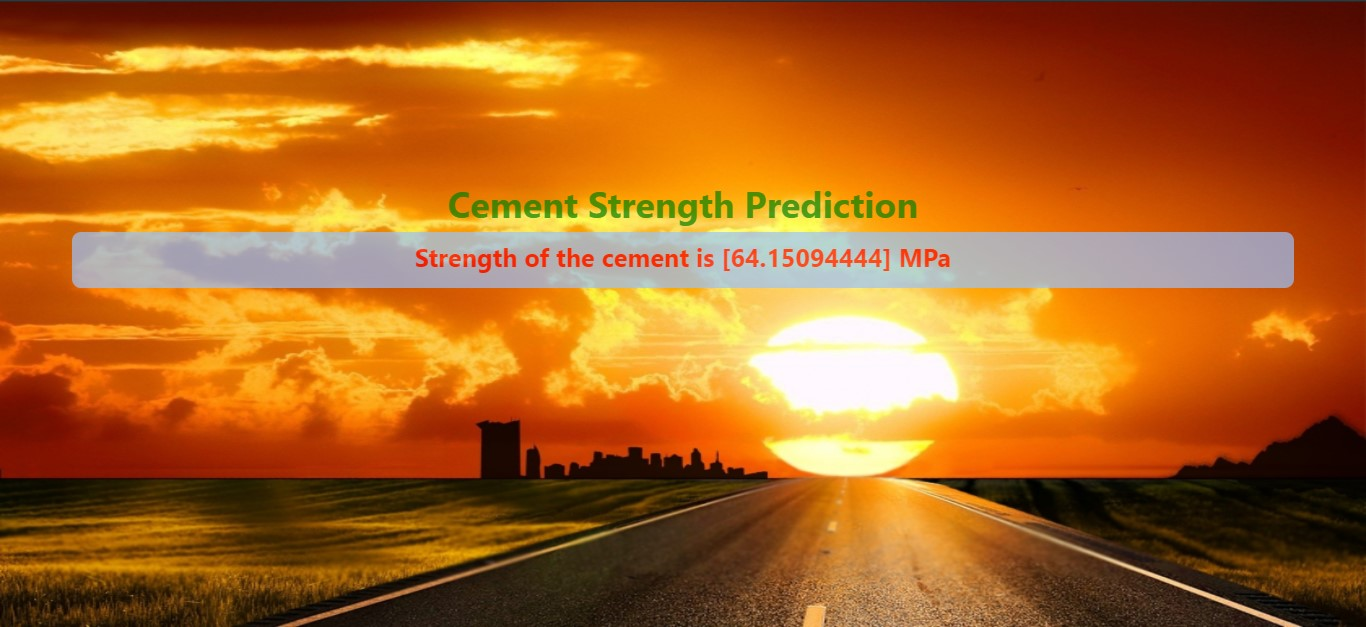 Cement Strength Prediction
Strength of the cement is [64.15094444] MPa